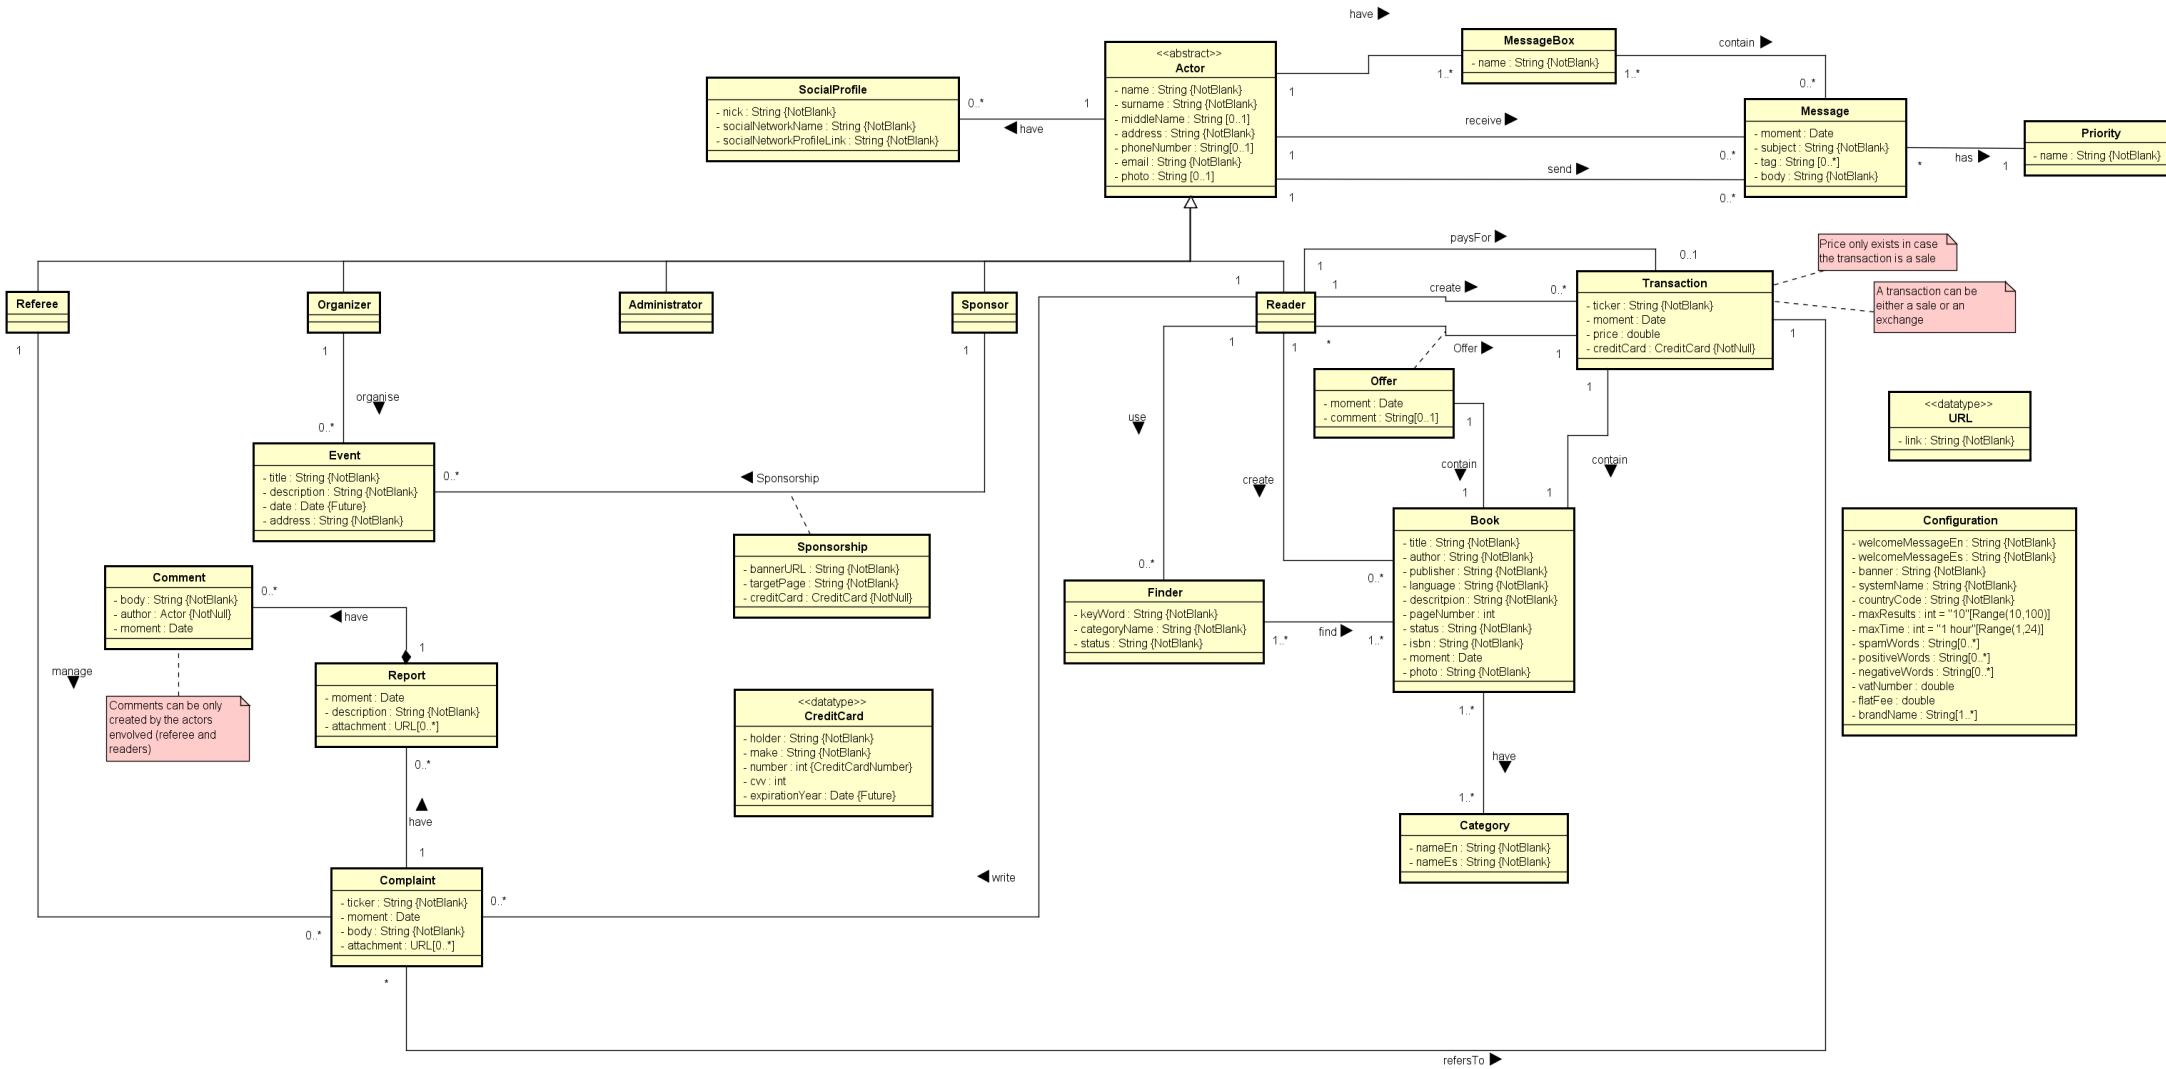 have ▶
<<abstract>>
Actor
- name : String {NotBlank}
- surname : String {NotBlank}
- middleName : String [0..1]
- address : String {NotBlank}
- phoneNumber : String[0..1]
- email : String {NotBlank}
- photo : String [0..1]
MessageBox
- name : String {NotBlank}
contain ▶
1
1..*
1..*
0..*
SocialProfile
- nick : String {NotBlank}
- socialNetworkName : String {NotBlank}
- socialNetworkProfileLink : String {NotBlank}
0..*
1
◀ have
Message
- moment : Date
- subject : String {NotBlank}
- tag : String [0..*]
- body : String {NotBlank}
receive ▶
1
0..*
send ▶
1
0..*
Priority
- name : String {NotBlank}
*
has ▶
1
paysFor ▶
1
0..1
Price only exists in case
the transaction is a sale
A transaction can be
either a sale or an
exchange
Referee
Organizer
Administrator
Sponsor
Reader
Transaction
- ticker : String {NotBlank}
- moment : Date
- price : double
- creditCard : CreditCard {NotNull}
1
1
create ▶
0..*
1
1
1
1
1
*
Offer ▶
1
1
1
Offer
- moment : Date
- comment : String[0..1]
1
contain
▼
1
contain
▼
1
<<datatype>>
URL
- link : String {NotBlank}
organise
▼
0..*
use
▼
create
▼
Event
- title : String {NotBlank}
- description : String {NotBlank}
- date : Date {Future}
- address : String {NotBlank}
0..*
◀ Sponsorship
Sponsorship
- bannerURL : String {NotBlank}
- targetPage : String {NotBlank}
- creditCard : CreditCard {NotNull}
Book
- title : String {NotBlank}
- author : String {NotBlank}
- publisher : String {NotBlank}
- language : String {NotBlank}
- descritpion : String {NotBlank}
- pageNumber : int
- status : String {NotBlank}
- isbn : String {NotBlank}
- moment : Date
- photo : String {NotBlank}
Configuration
- welcomeMessageEn : String {NotBlank}
- welcomeMessageEs : String {NotBlank}
- banner : String {NotBlank}
- systemName : String {NotBlank}
- countryCode : String {NotBlank}
- maxResults : int = "10"[Range(10,100)]
- maxTime : int = "1 hour"[Range(1,24)]
- spamWords : String[0..*]
- positiveWords : String[0..*]
- negativeWords : String[0..*]
- vatNumber : double
- flatFee : double
- brandName : String[1..*]
0..*
0..*
Finder
- keyWord : String {NotBlank}
- categoryName : String {NotBlank}
- status : String {NotBlank}
1..*
find ▶
1..*
Comment
- body : String {NotBlank}
- author : Actor {NotNull}
- moment : Date
0..*
◀ have
1
manage
▼
Comments can be only
created by the actors
envolved (referee and
readers)
Report
- moment : Date
- description : String {NotBlank}
- attachment : URL[0..*]
0..*
▲
have
1
<<datatype>>
CreditCard
- holder : String {NotBlank}
- make : String {NotBlank}
- number : int {CreditCardNumber}
- cvv : int
- expirationYear : Date {Future}
1..*
have
▼
1..*
Category
- nameEn : String {NotBlank}
- nameEs : String {NotBlank}
Complaint
- ticker : String {NotBlank}
- moment : Date
- body : String {NotBlank}
- attachment : URL[0..*]
0..*
◀ write
0..*
*
refersTo ▶